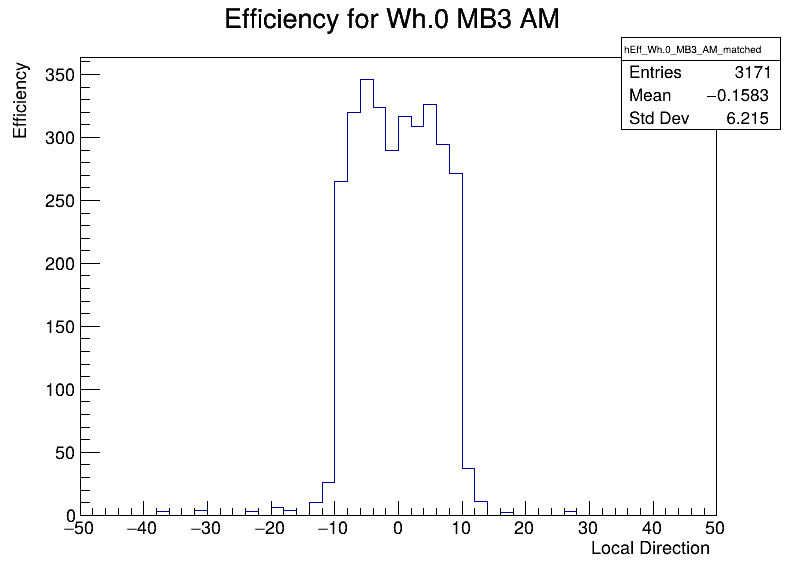 Efficiency for Wh.0 MB3 AM
hEff_Wh.0_MB3_AM_matched
Entries 3171
Mean −0.1583
Std Dev 6.215
Efficiency
350
300
250
200
150
100
50
0
−50 −40 −30 −20 −10 0 10 20 30 40 50
Local Direction